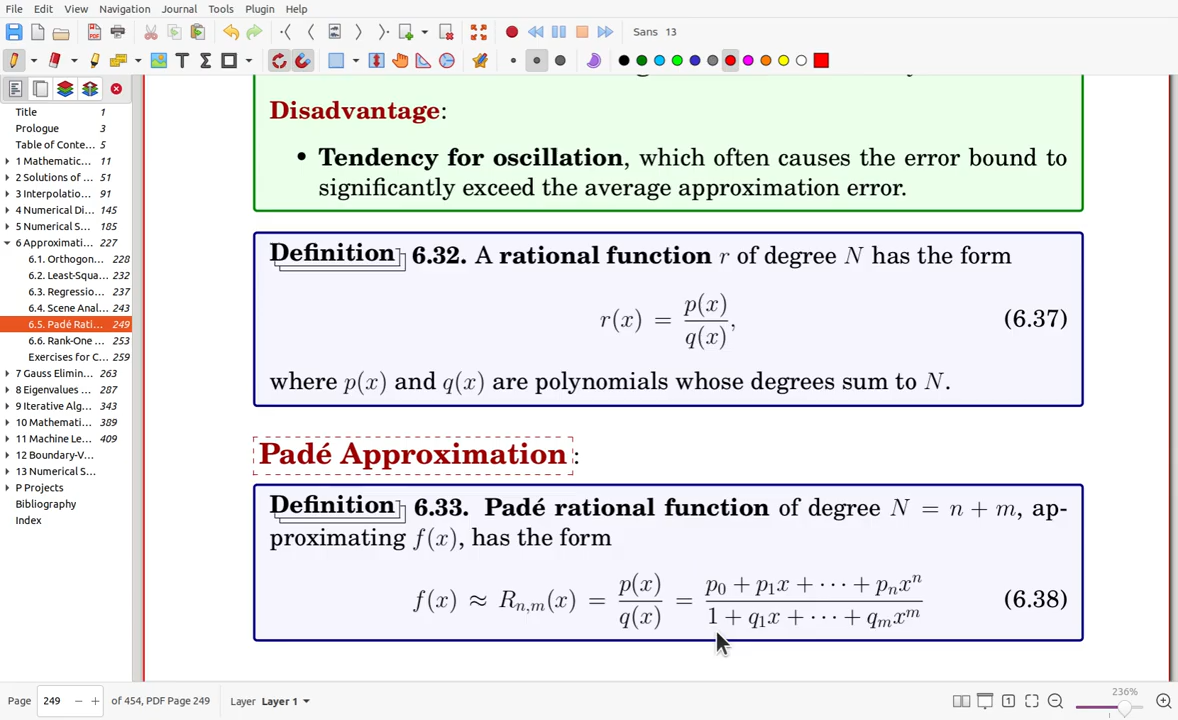 File Edit View Navigation Journal Tools Plugin Help
Sans 13
Title 1
Prologue 3
Table of Conte... 5
1 Mathematic... 11
2 Solutions of ... 51
3 Interpolatio... 91
4 Numerical Di... 145
5 Numerical S... 185
6 Approximati... 227
6.1. Orthogon... 228
6.2. Least-Squa... 232
6.3. Regressio... 237
6.4. Scene Anal... 243
6.5. Padé Rati... 249
6.6. Rank-One ... 253
Exercises for C... 259
7 Gauss Elimin... 263
8 Eigenvalues ... 287
9 Iterative Alg... 343
10 Mathemati... 389
11 Machine Le... 409
12 Boundary-V...
13 Numerical S...
P Projects
Bibliography
Index
Disadvantage:
• Tendency for oscillation, which often causes the error bound to
significantly exceed the average approximation error.
Definition 6.32. A rational function r of degree N has the form
r(x) = p(x)/q(x), (6.37)
where p(x) and q(x) are polynomials whose degrees sum to N.
Padé Approximation:
Definition 6.33. Padé rational function of degree N = n + m, ap-
proximating f(x), has the form
f(x) ≈ R_{n,m}(x) = p(x)/q(x) = (p₀ + p₁x + ··· + pₙxⁿ)/(1 + q₁x + ··· + qₘxᵐ) (6.38)
Page 249 − + of 454, PDF Page 249 Layer Layer 1 236%